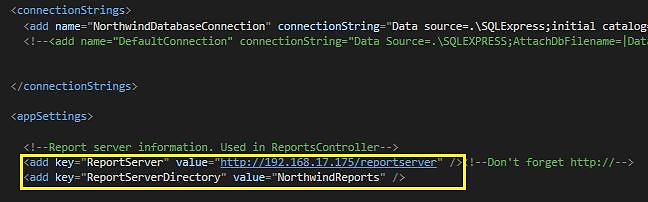 <connectionStrings>
<add name="NorthwindDatabaseConnection" connectionString="Data source=.\SQLExpress;initial catalog=
<!--<add name="DefaultConnection" connectionString="Data Source=.\SQLEXPRESS;AttachDbFilename=|Data
</connectionStrings>
<appSettings>
<!--Report server information. Used in ReportsController-->
<add key="ReportServer" value="http://192.168.17.175/reportserver" /><!--Don't forget http://-->
<add key="ReportServerDirectory" value="NorthwindReports" />